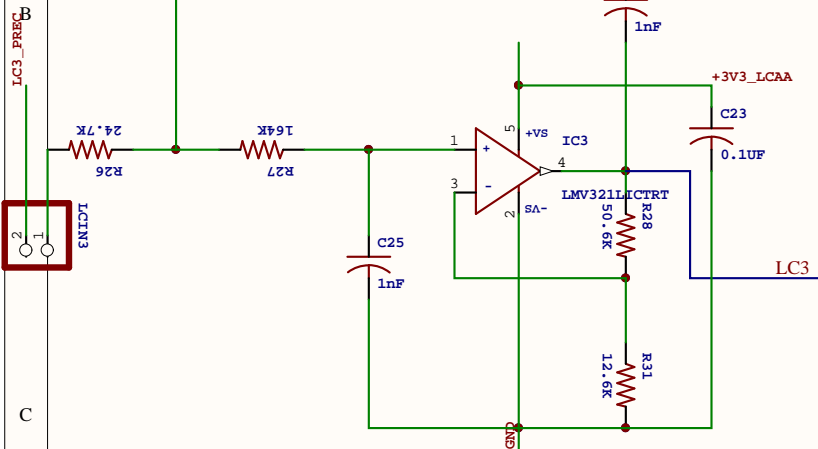 B
LC3_PREC
1nF
+3V3_LCAA
C23
0.1UF
24.7K
R26
164K
R27
1
+
5
+VS
IC3
4
3
-
2
-VS
LMV321LICTRT
R28
50.6K
LCIN3
2
1
C25
1nF
LC3
R31
12.6K
C
GND